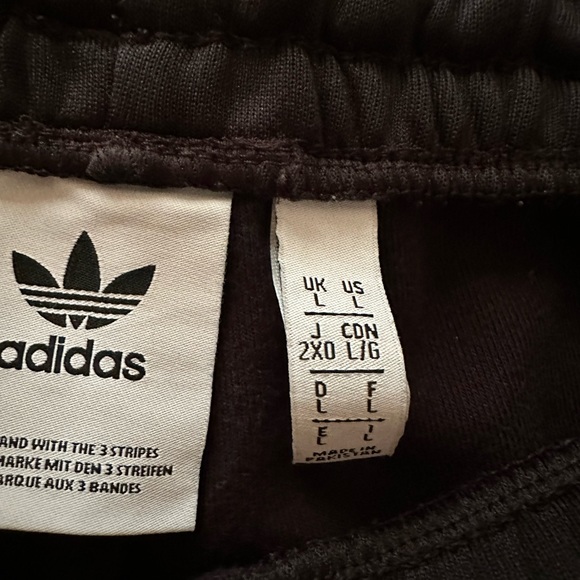 adidas
AND WITH THE 3 STRIPES
MARKE MIT DEN 3 STREIFEN
ARQUE AUX 3 BANDES
UK US
L L
J CDN
2XO L/G
D F
L L
E I
L L
MADE IN
PAKISTAN